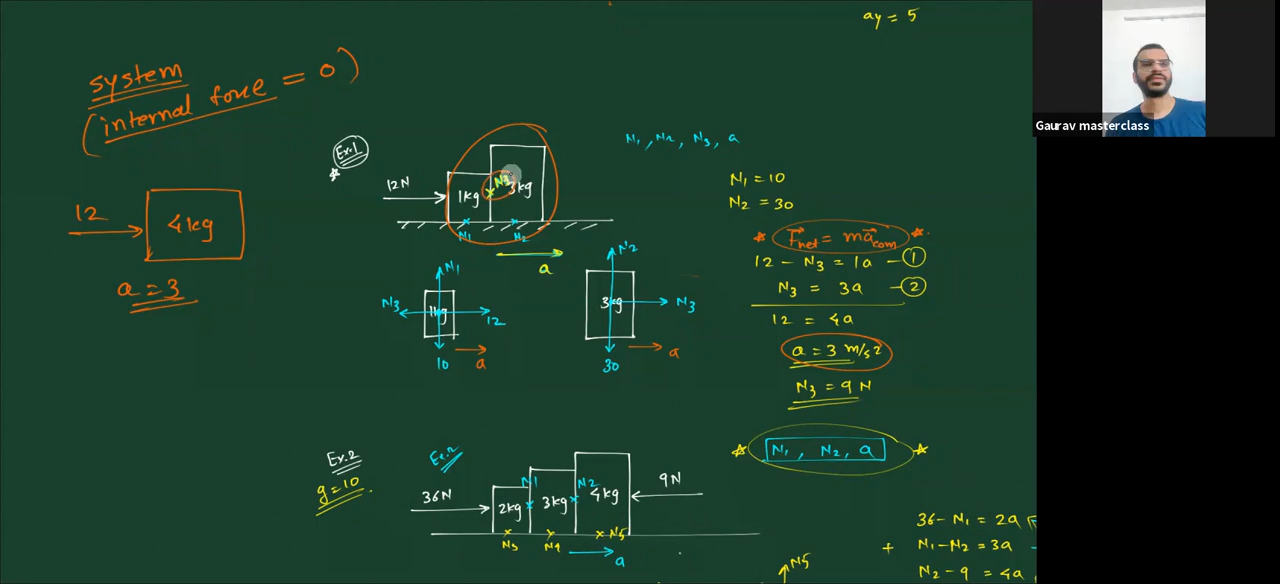 ay = 5
Gaurav masterclass
system
(internal force = 0)
12
4kg
a = 3
Ex.1
12N
1kg
N3
3kg
N1
N2
a
N1, N2, N3, a
N1 = 10
N2 = 30
Fnet = macom
12 - N3 = 1a - 1
N3 = 3a - 2
12 = 4a
a = 3 m/s2
N3 = 9 N
N1
N3
1kg
12
10
a
N2
3kg
N3
30
a
N1, N2, a
Ex.2
g=10
Ex.2
36N
2kg
N1
3kg
N2
4kg
9N
N3
N4
N5
a
36-N1 = 2a
+ N1-N2 = 3a
N2-9 = 4a
N5